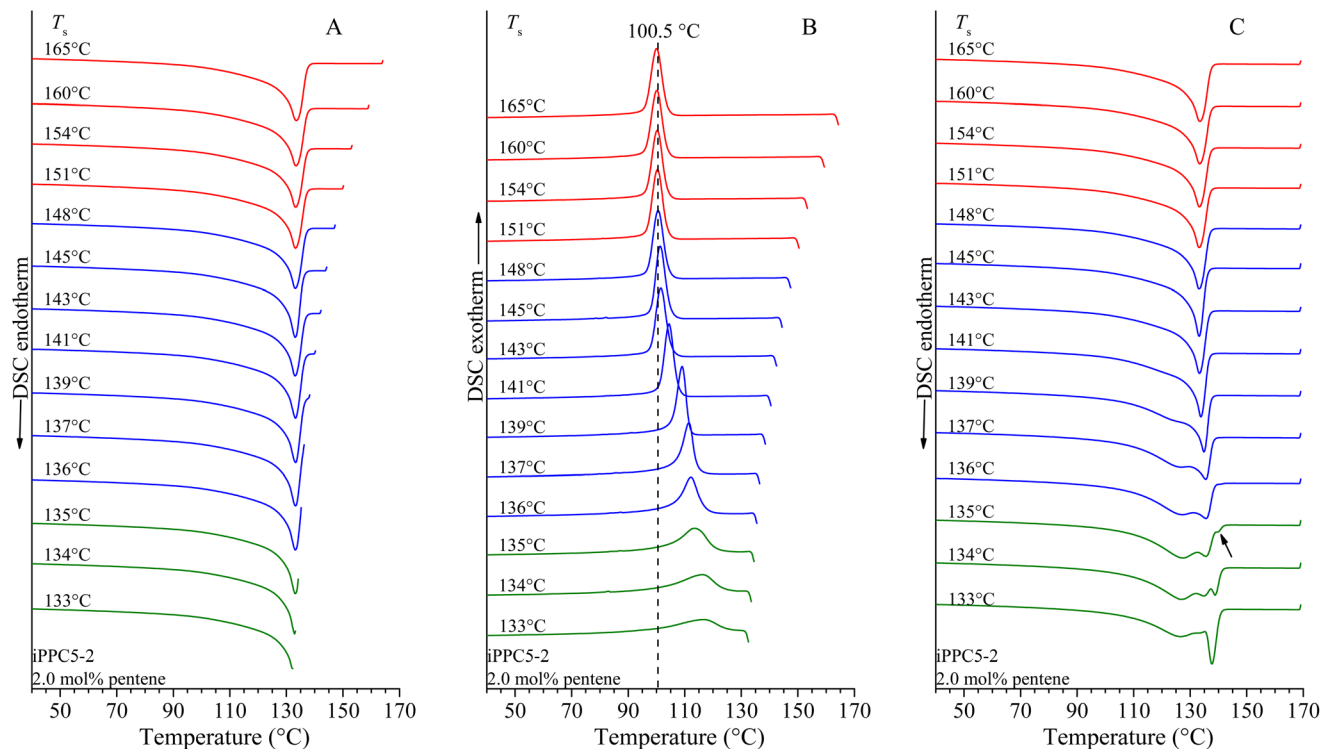 T_s
A
165°C
160°C
154°C
151°C
148°C
145°C
143°C
141°C
139°C
137°C
136°C
135°C
134°C
133°C
iPPC5-2
2.0 mol% pentene
DSC endotherm
50 70 90 110 130 150 170
Temperature (°C)
T_s
100.5 °C
B
165°C
160°C
154°C
151°C
148°C
145°C
143°C
141°C
139°C
137°C
136°C
135°C
134°C
133°C
iPPC5-2
2.0 mol% pentene
DSC exotherm
50 70 90 110 130 150 170
Temperature (°C)
T_s
C
165°C
160°C
154°C
151°C
148°C
145°C
143°C
141°C
139°C
137°C
136°C
135°C
134°C
133°C
iPPC5-2
2.0 mol% pentene
DSC endotherm
50 70 90 110 130 150 170
Temperature (°C)